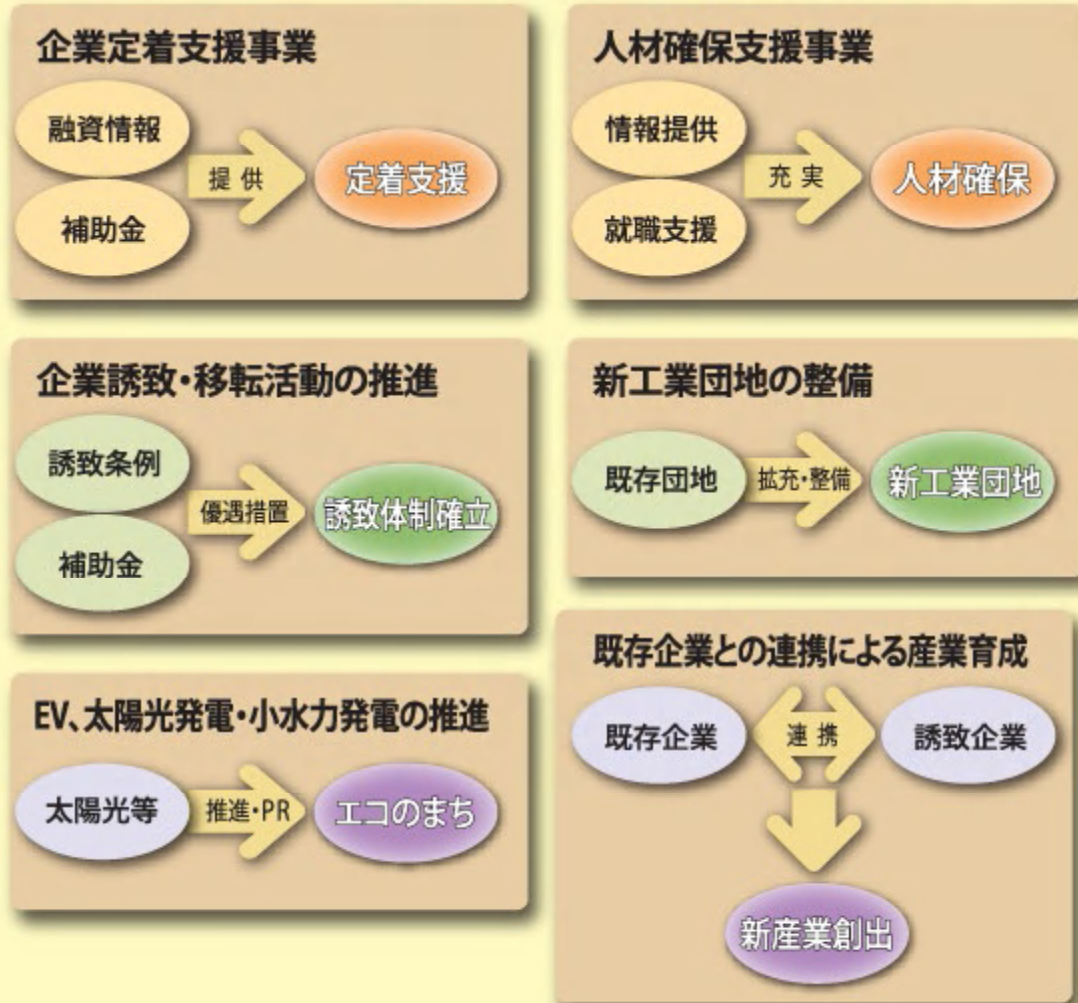 企業定着支援事業
融資情報
補助金
提供
定着支援
人材確保支援事業
情報提供
就職支援
充実
人材確保
企業誘致・移転活動の推進
誘致条例
補助金
優遇措置
誘致体制確立
新工業団地の整備
既存団地
拡充・整備
新工業団地
EV、太陽光発電・小水力発電の推進
太陽光等
推進・PR
エコのまち
既存企業との連携による産業育成
既存企業
連携
誘致企業
新産業創出